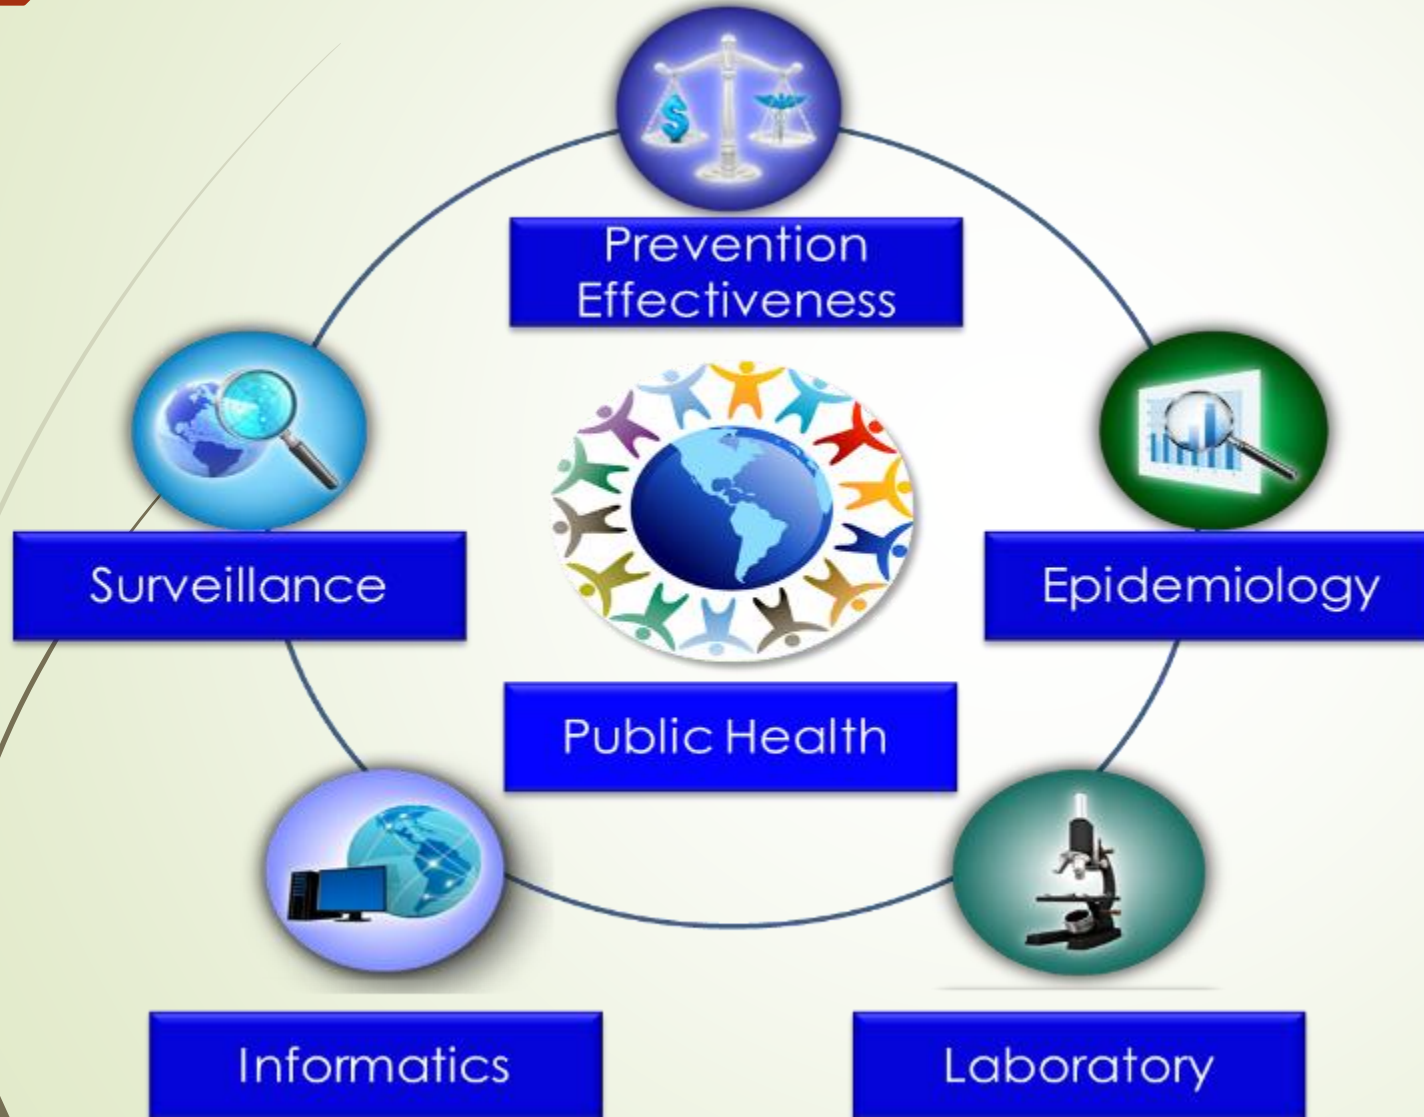 Prevention
Effectiveness
Surveillance
Epidemiology
Public Health
Informatics
Laboratory